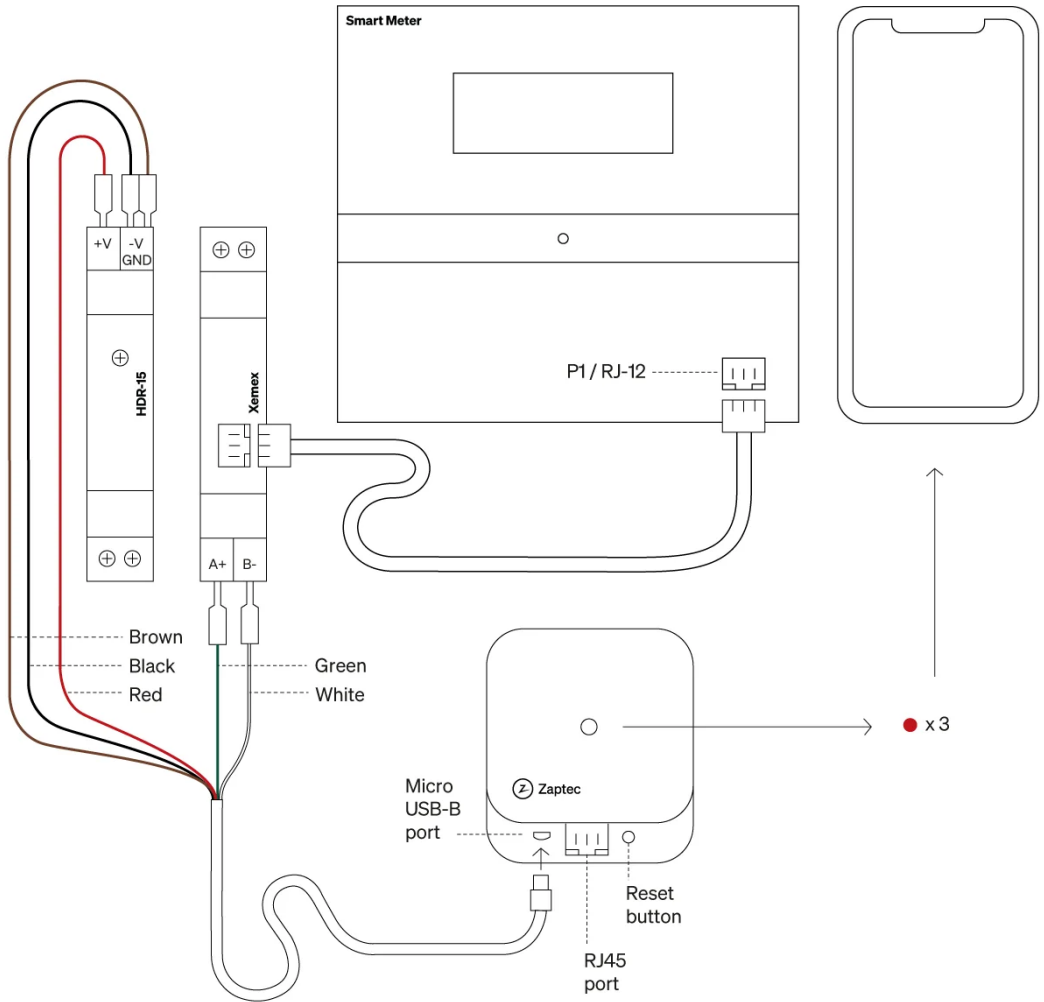 Smart Meter
+V
-V
GND
HDR-15
Xemex
P1 / RJ-12
A+
B-
Brown
Black
Red
Green
White
x 3
Z Zaptec
Micro
USB-B
port
Reset
button
RJ45
port